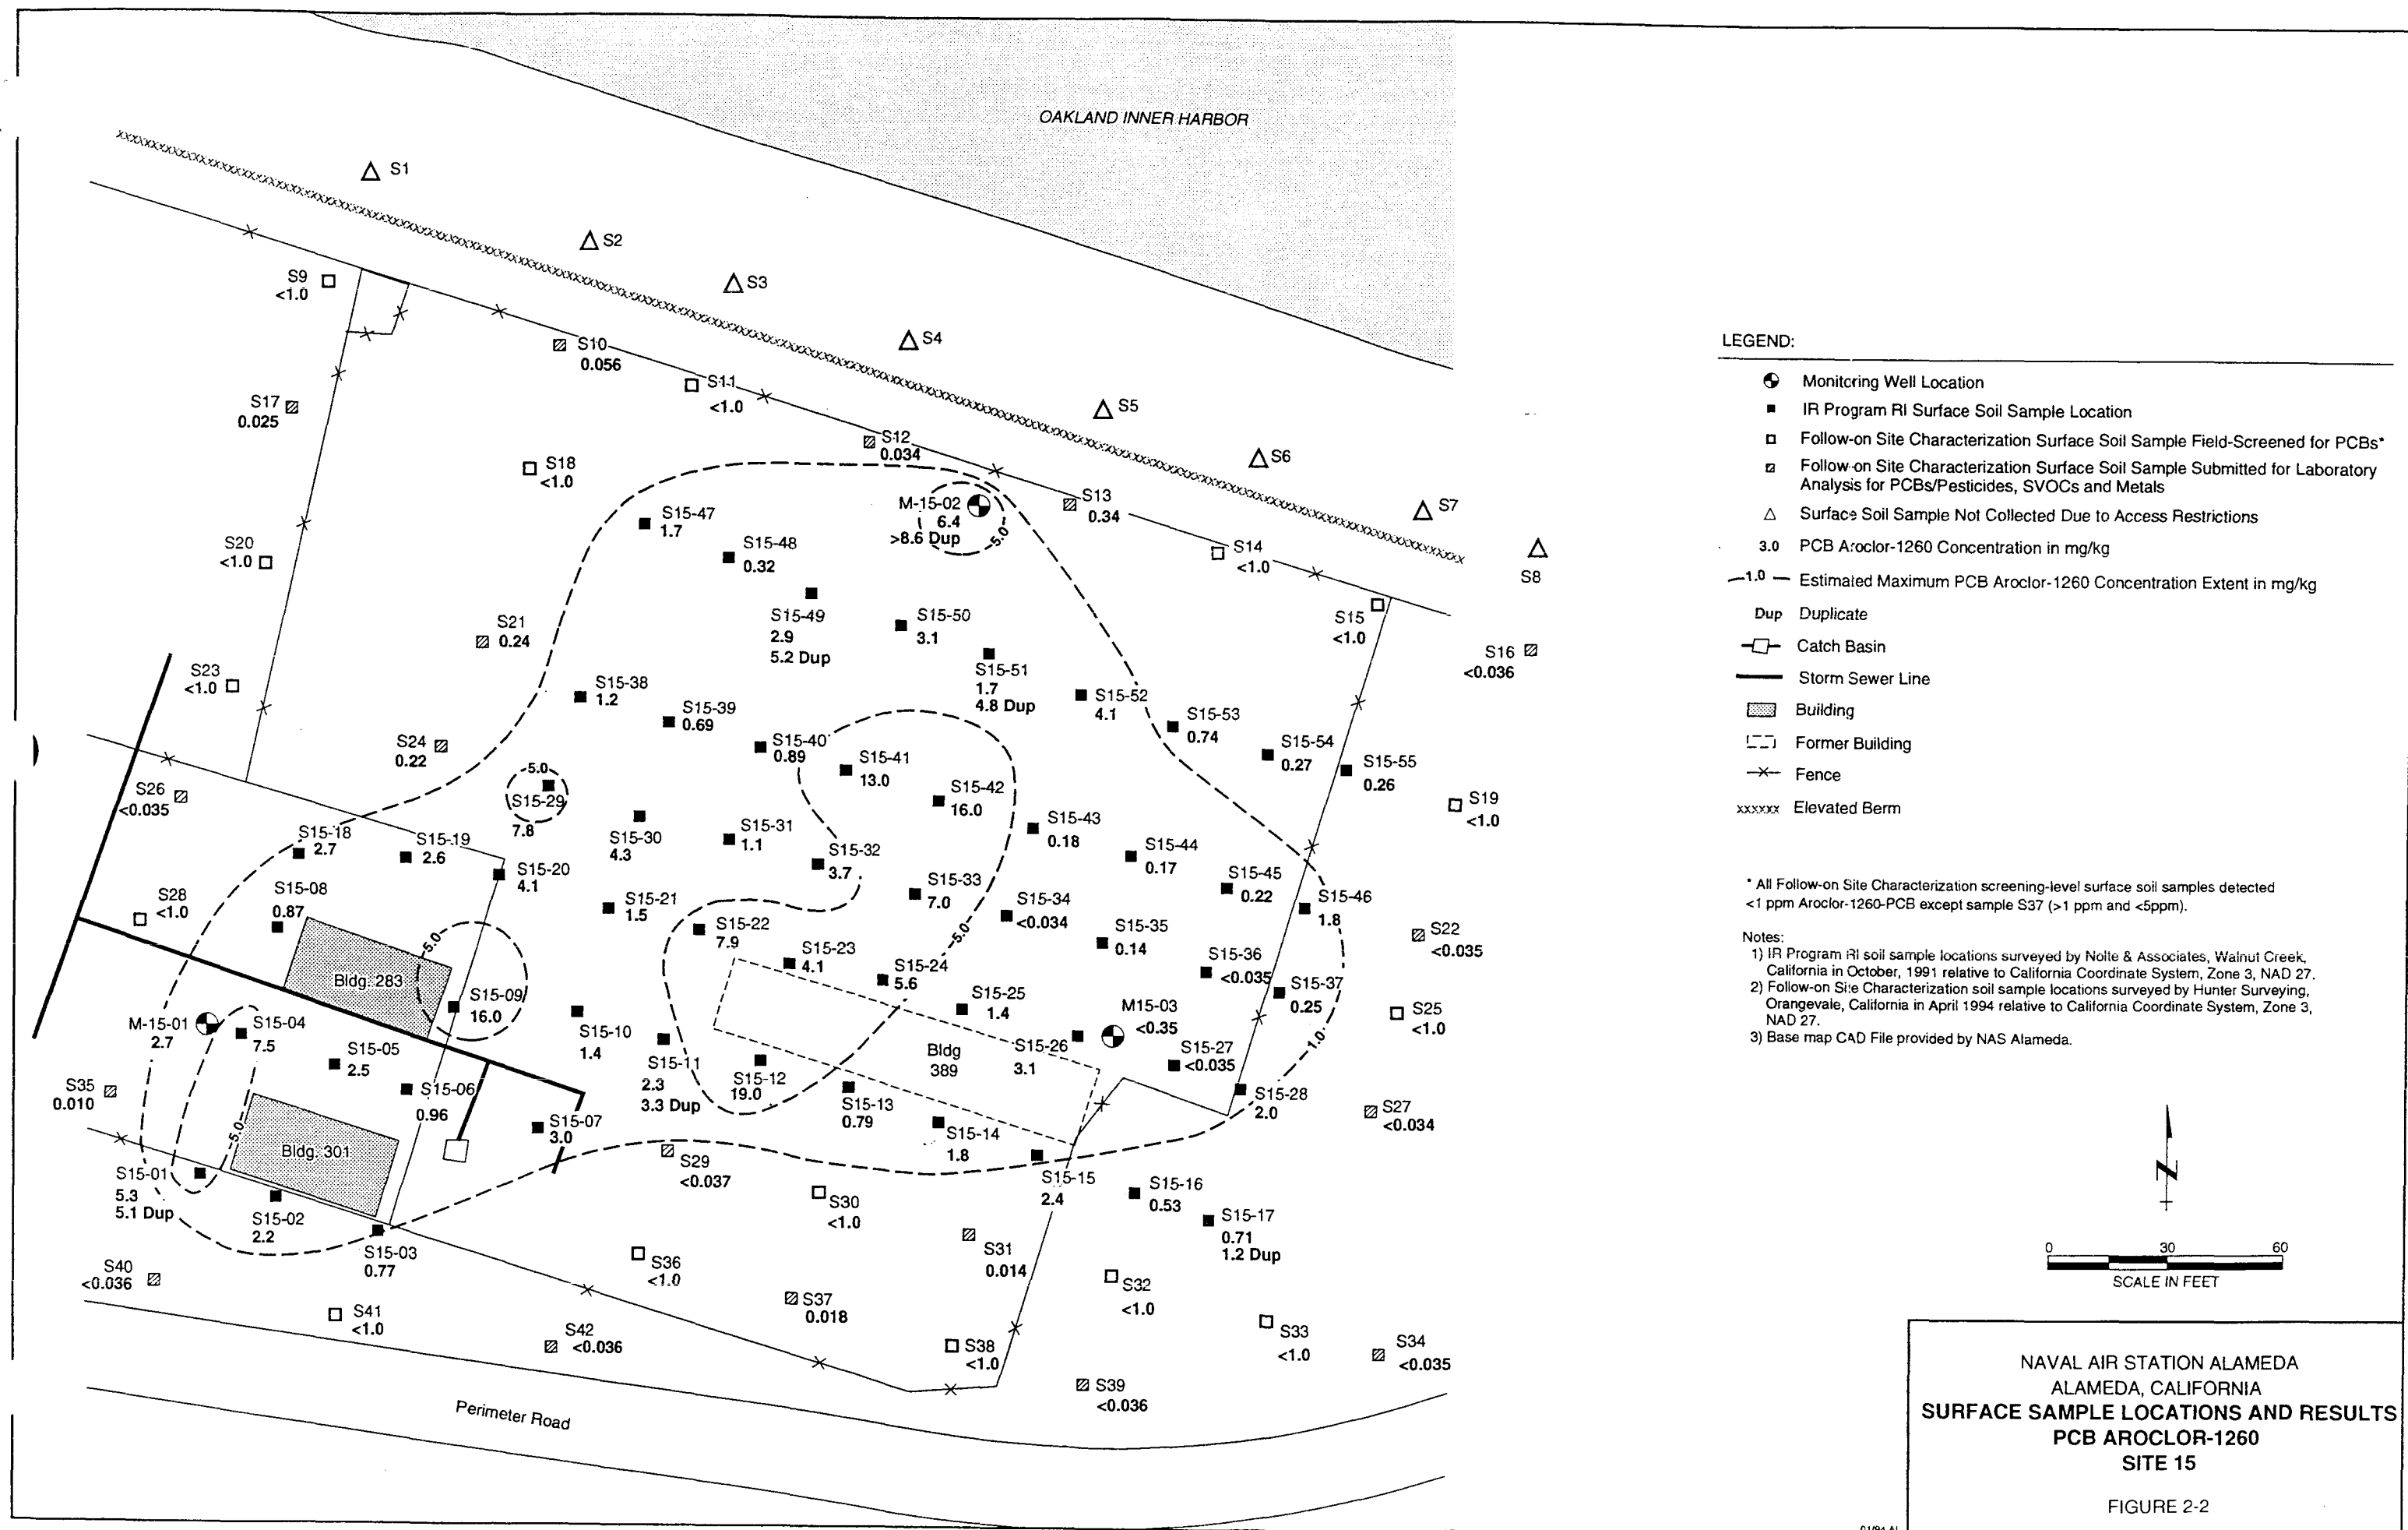 OAKLAND INNER HARBOR
S1
S2
S3
S4
S5
S6
S7
S8
S9
<1.0
S10
0.056
S11
<1.0
S12
0.034
S13
0.34
S14
<1.0
S15
<1.0
S16
<0.036
S17
0.025
S18
<1.0
M-15-02
6.4
>8.6 Dup
5.0
S15-47
1.7
S15-48
0.32
S15-49
2.9
5.2 Dup
S15-50
3.1
S15-51
1.7
4.8 Dup
S15-52
4.1
S15-53
0.74
S15-54
0.27
S15-55
0.26
S20
<1.0
S21
0.24
S23
<1.0
S15-38
1.2
S15-39
0.69
S15-40
0.89
S15-41
13.0
S15-42
16.0
S15-43
0.18
S15-44
0.17
S15-45
0.22
S15-46
1.8
S19
<1.0
S24
0.22
S26
<0.035
5.0
S15-29
7.8
S15-30
4.3
S15-31
1.1
S15-32
3.7
S15-33
7.0
S15-34
<0.034
S15-35
0.14
S15-36
<0.035
S15-37
0.25
S22
<0.035
S15-18
2.7
S15-19
2.6
S15-20
4.1
S15-21
1.5
S15-22
7.9
S15-23
4.1
S15-24
5.6
5.0
S15-25
1.4
S15-26
3.1
M15-03
<0.35
S15-27
<0.035
S15-28
2.0
1.0
S25
<1.0
S27
<0.034
S28
<1.0
S15-08
0.87
Bldg. 283
5.0
S15-09
16.0
S15-10
1.4
S15-11
2.3
3.3 Dup
S15-12
19.0
S15-13
0.79
Bldg
389
S15-14
1.8
S15-15
2.4
S15-16
0.53
S15-17
0.71
1.2 Dup
M-15-01
2.7
S15-04
7.5
S15-05
2.5
S15-06
0.96
S15-07
3.0
S35
0.010
5.0
Bldg. 301
S15-01
5.3
5.1 Dup
S15-02
2.2
S15-03
0.77
S29
<0.037
S30
<1.0
S31
0.014
S32
<1.0
S33
<1.0
S34
<0.035
S36
<1.0
S37
0.018
S38
<1.0
S39
<0.036
S40
<0.036
S41
<1.0
S42
<0.036
Perimeter Road
LEGEND:
Monitoring Well Location
IR Program RI Surface Soil Sample Location
Follow-on Site Characterization Surface Soil Sample Field-Screened for PCBs*
Follow-on Site Characterization Surface Soil Sample Submitted for Laboratory
Analysis for PCBs/Pesticides, SVOCs and Metals
Surface Soil Sample Not Collected Due to Access Restrictions
3.0 PCB Aroclor-1260 Concentration in mg/kg
1.0 Estimated Maximum PCB Aroclor-1260 Concentration Extent in mg/kg
Dup Duplicate
Catch Basin
Storm Sewer Line
Building
Former Building
Fence
xxxxxx Elevated Berm
* All Follow-on Site Characterization screening-level surface soil samples detected
<1 ppm Aroclor-1260-PCB except sample S37 (>1 ppm and <5ppm).
Notes:
1) IR Program RI soil sample locations surveyed by Nolte & Associates, Walnut Creek,
California in October, 1991 relative to California Coordinate System, Zone 3, NAD 27.
2) Follow-on Site Characterization soil sample locations surveyed by Hunter Surveying,
Orangevale, California in April 1994 relative to California Coordinate System, Zone 3,
NAD 27.
3) Base map CAD File provided by NAS Alameda.
N
0 30 60
SCALE IN FEET
NAVAL AIR STATION ALAMEDA
ALAMEDA, CALIFORNIA
SURFACE SAMPLE LOCATIONS AND RESULTS
PCB AROCLOR-1260
SITE 15
FIGURE 2-2